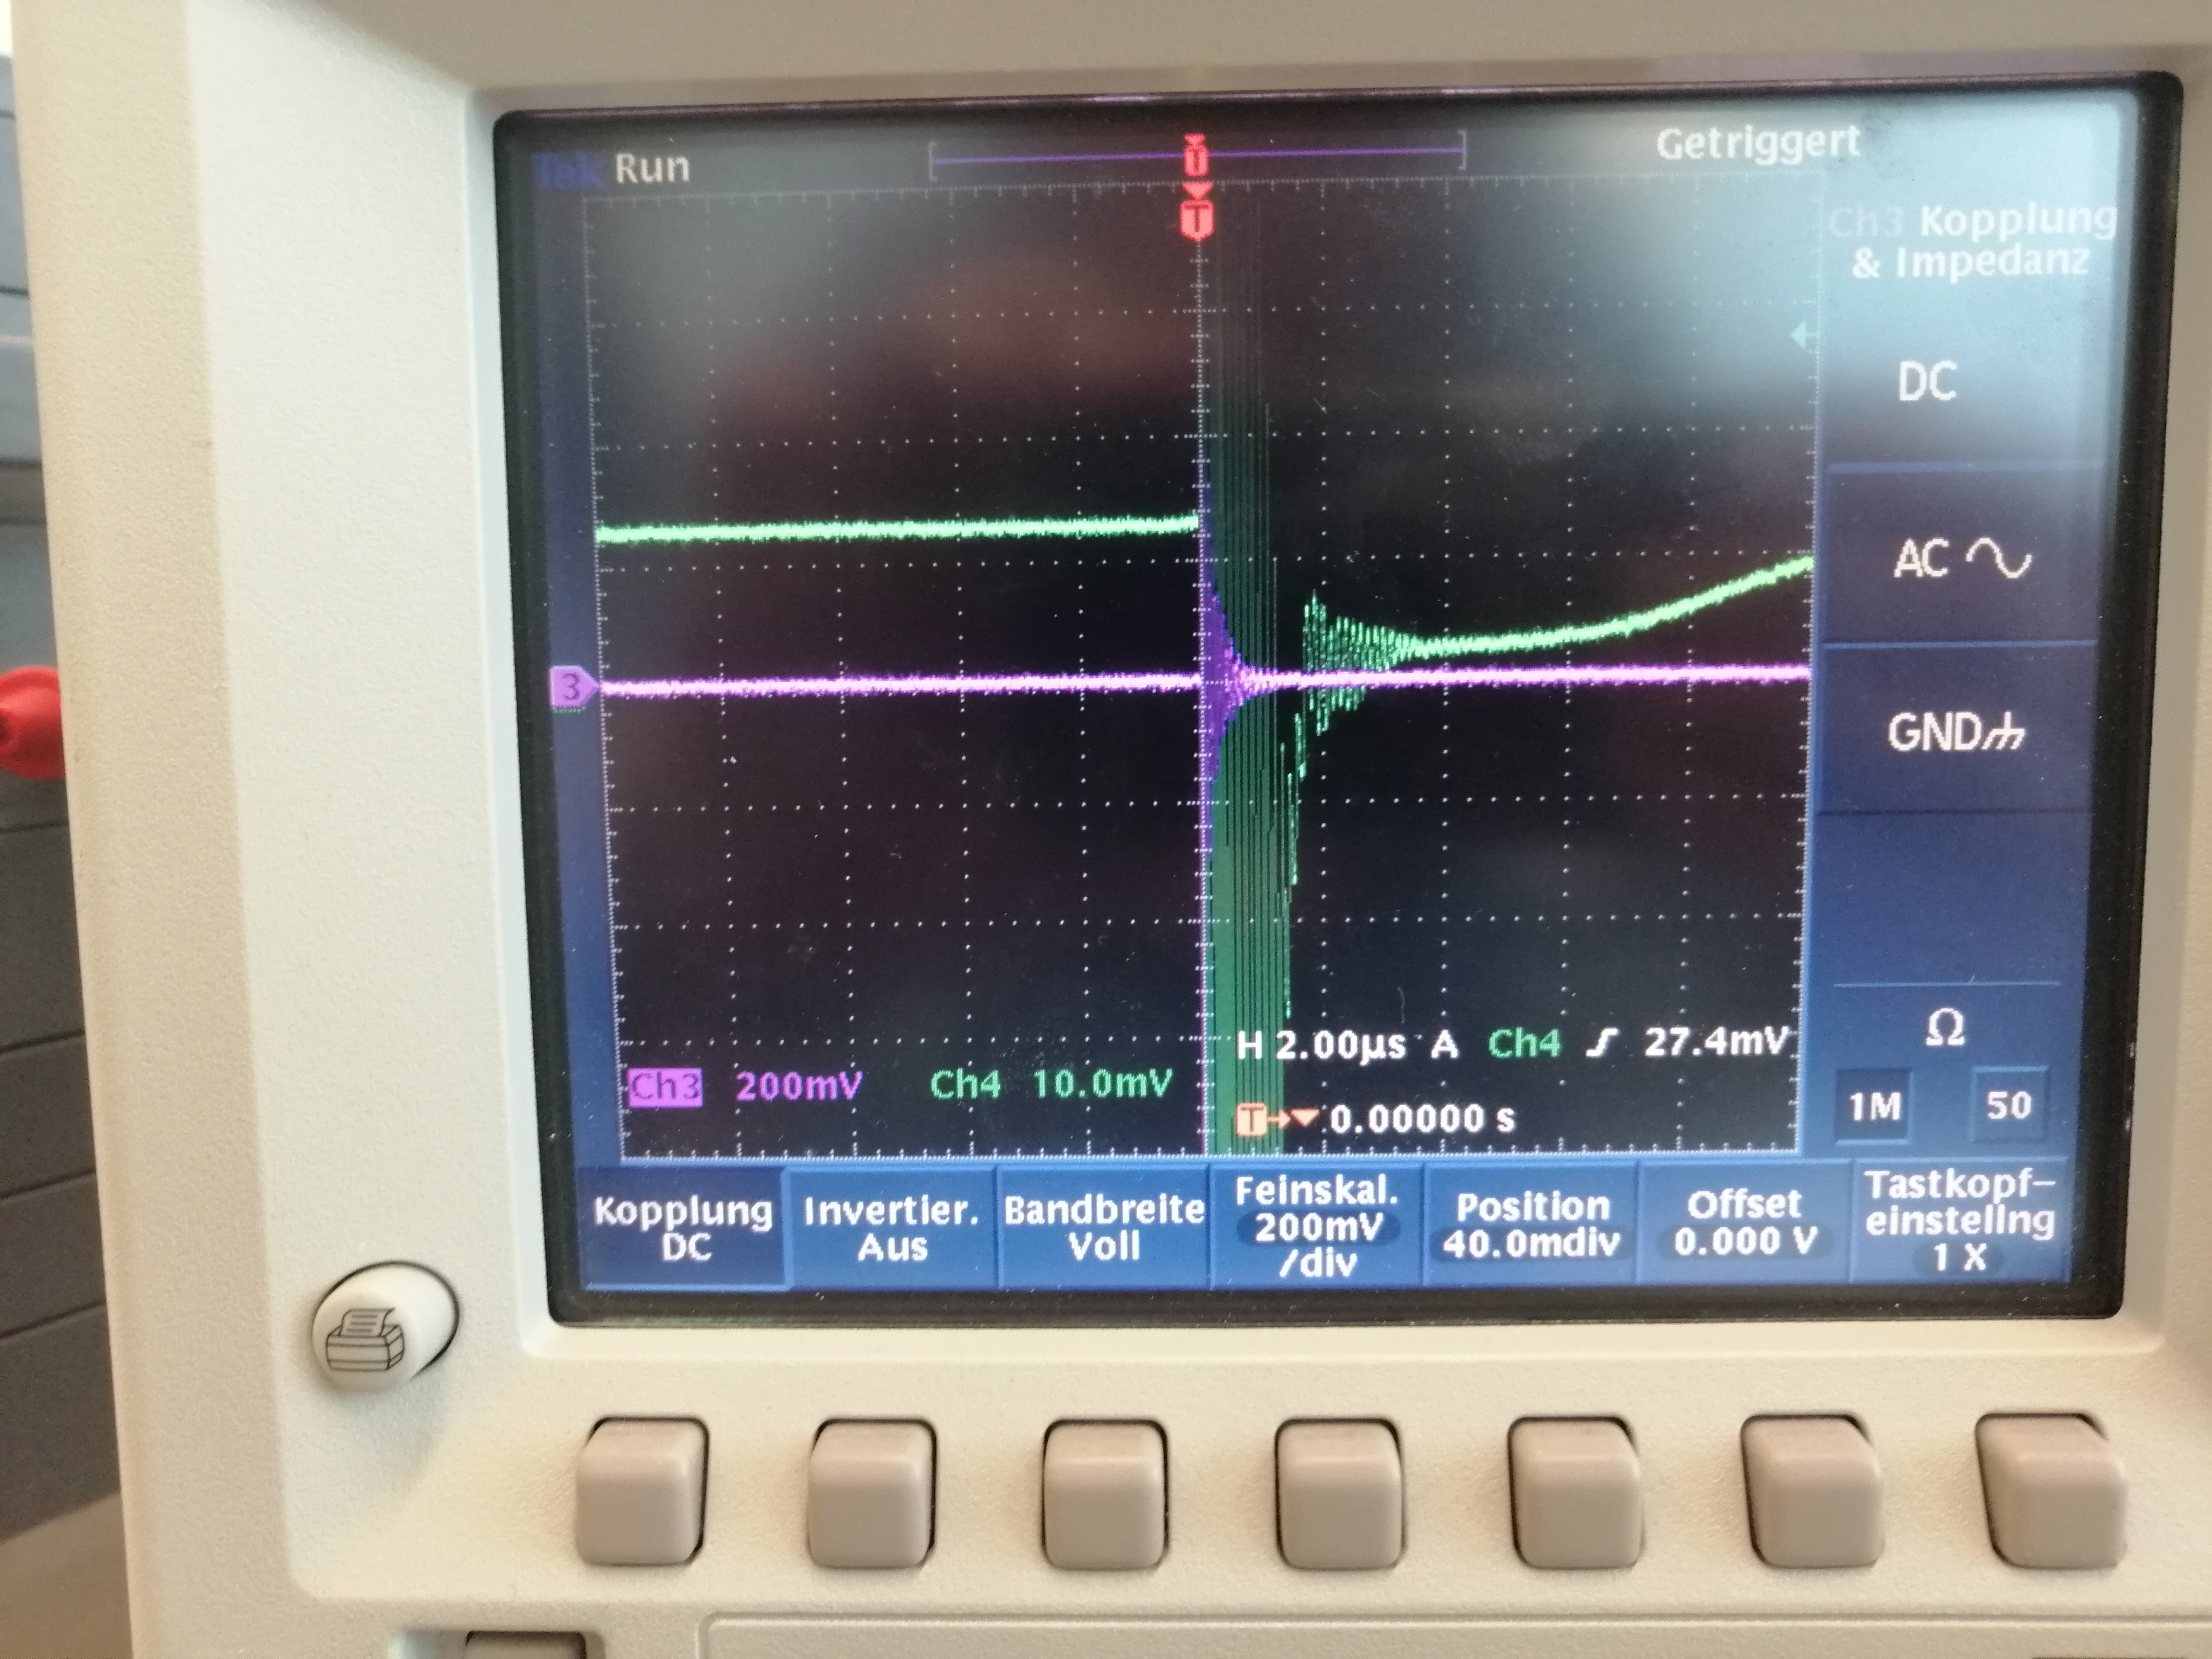 Tek Run
Getriggert
T
T
Ch3 Kopplung
& Impedanz
DC
AC
GND
3
Ω
1M 50
H 2.00µs A Ch4 27.4mV
Ch3 200mV Ch4 10.0mV
T 0.00000 s
Kopplung
DC
Invertier.
Aus
Bandbreite
Voll
Feinskal.
200mV
/div
Position
40.0mdiv
Offset
0.000 V
Tastkopf-
einstellng
1 X